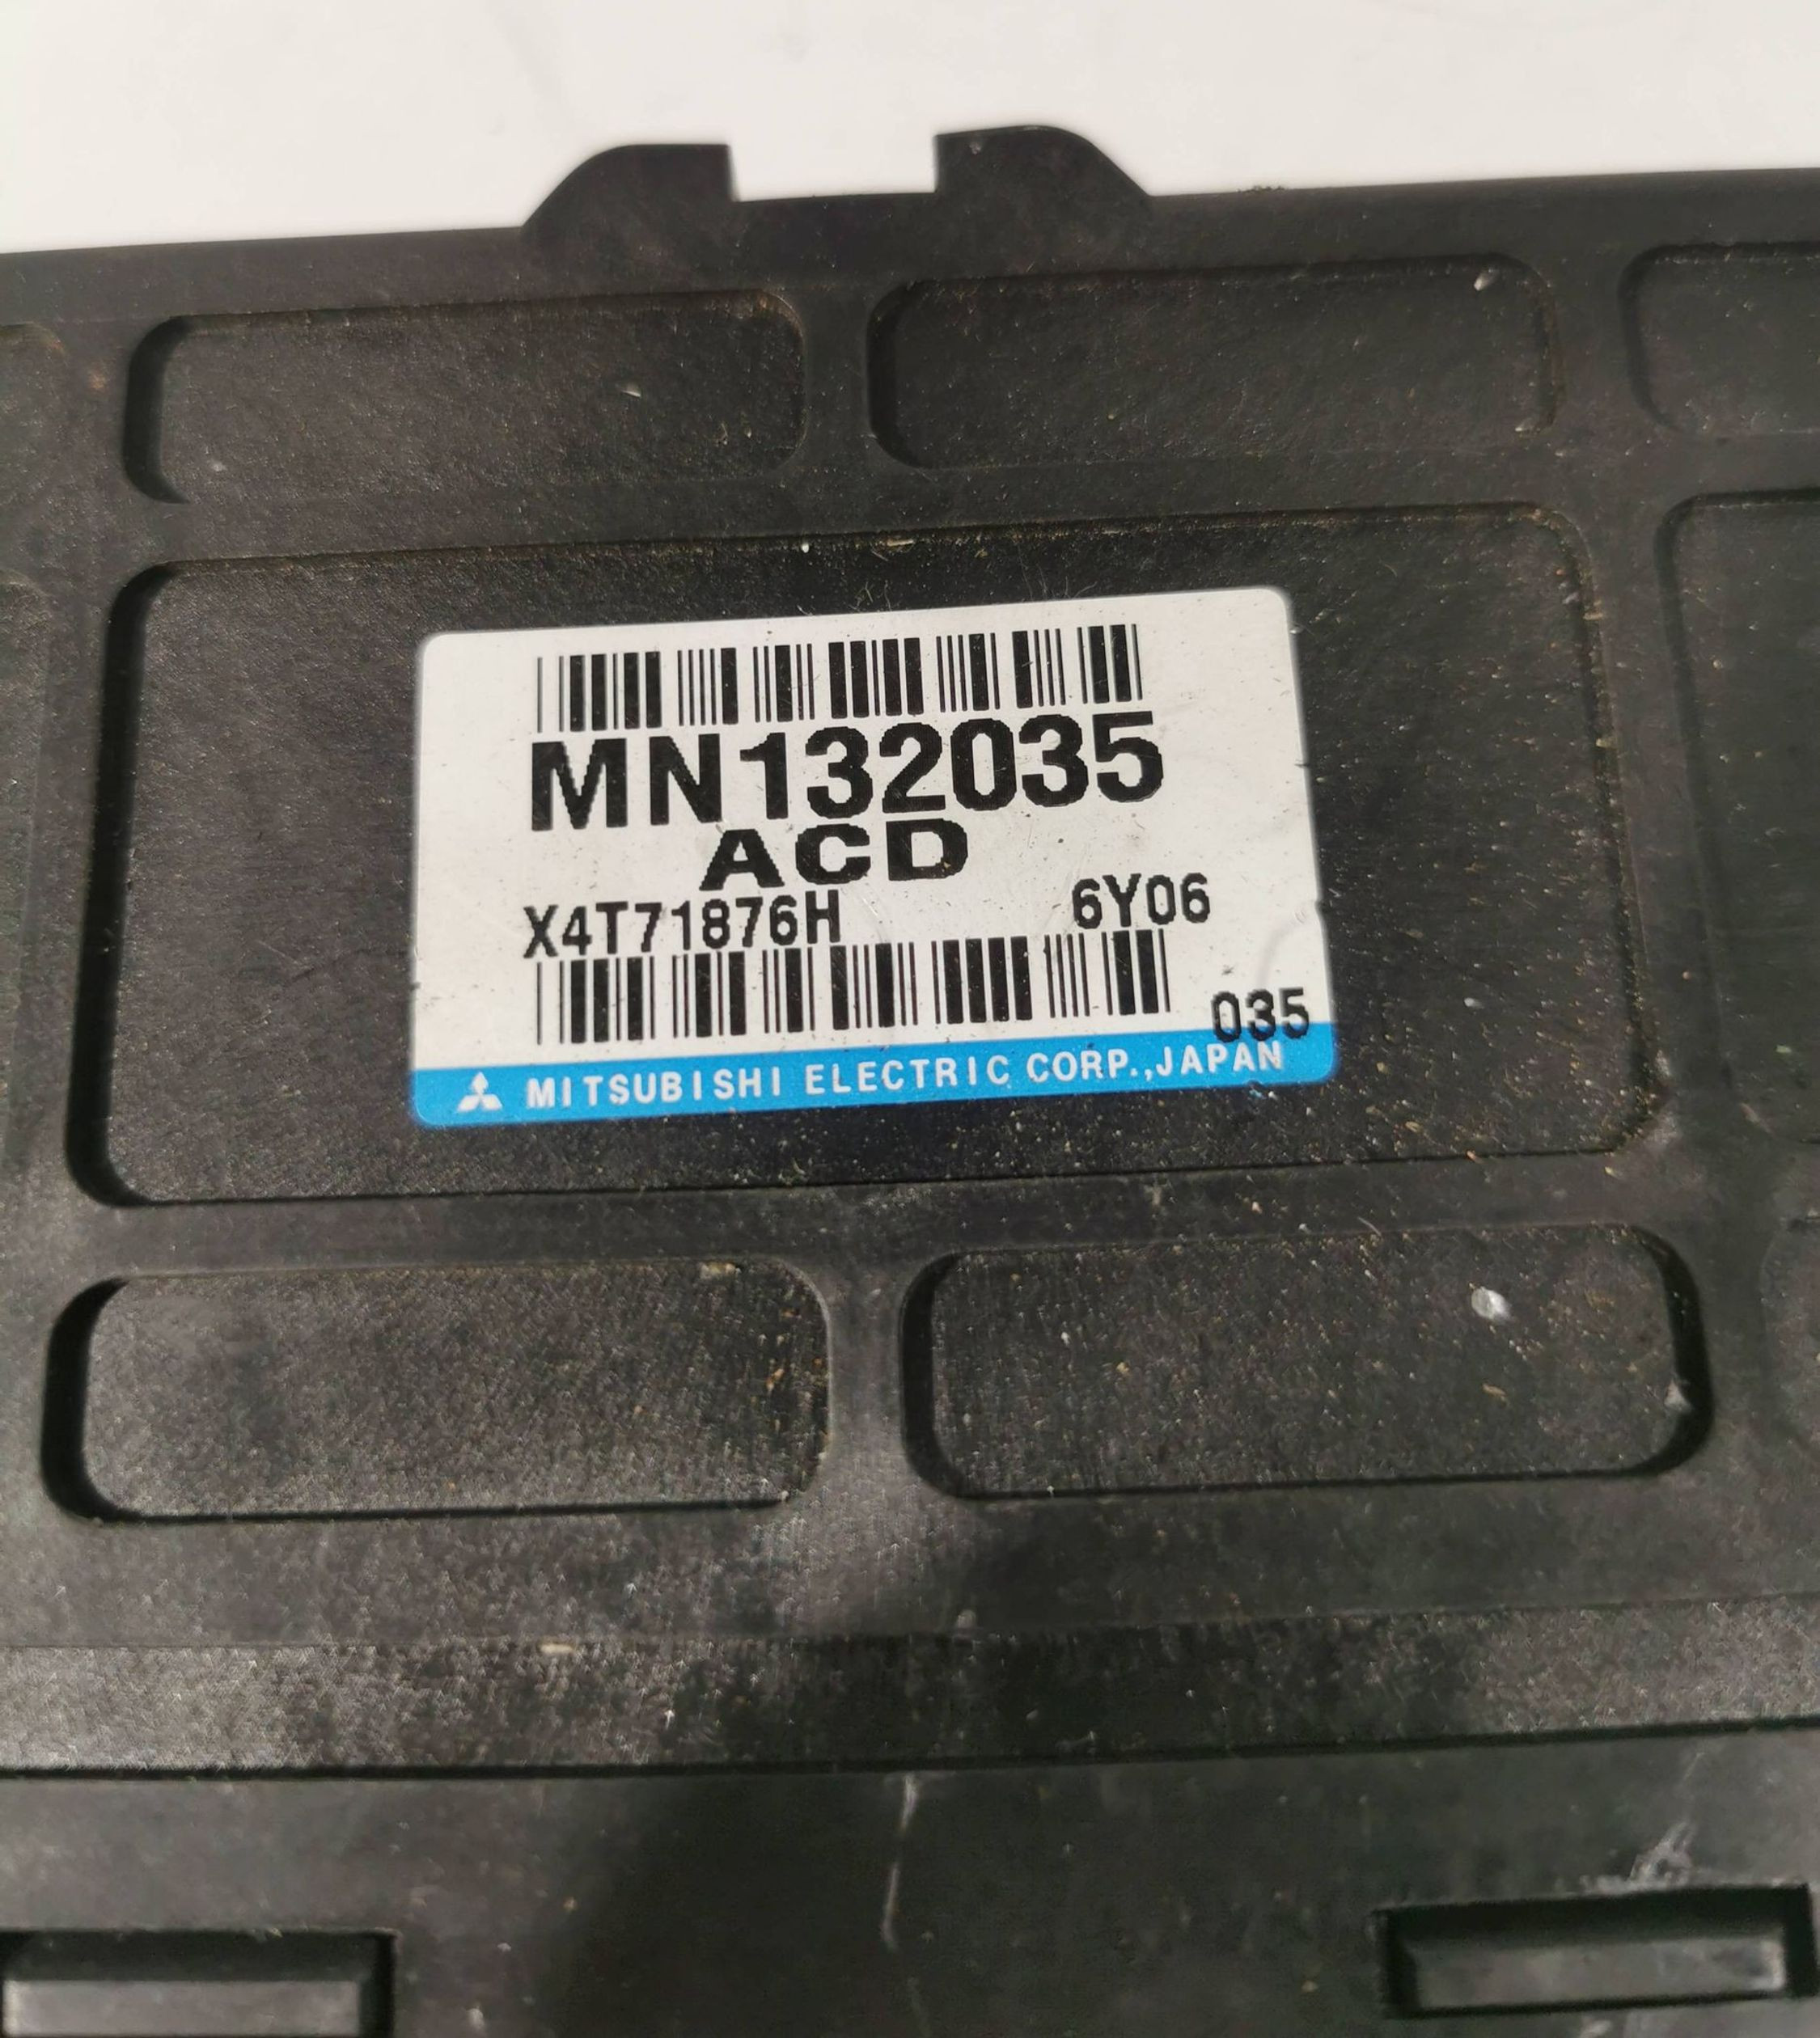 MN132035
ACD
X4T71876H 6Y06
035
MITSUBISHI ELECTRIC CORP.,JAPAN